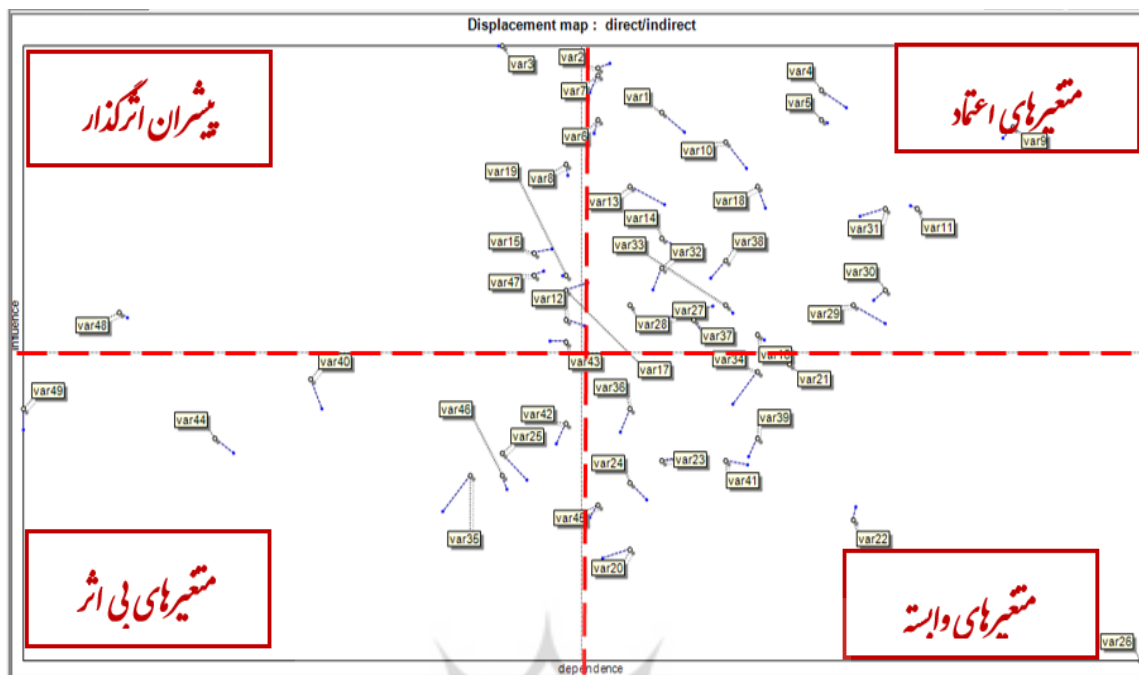 Displacement map : direct/indirect
پیشران اثرگذار
متغیرهای اعتماد
var3
var2
var4
var7
var1
var5
var6
var10
var9
var19
var8
var13
var18
var14
var31
var11
var15
var33
var32
var38
var47
var30
var12
var27
var29
var48
var28
var37
influence
var40
var43
var17
var34
var21
var49
var46
var36
var44
var42
var39
var25
var24
var23
var41
var35
var45
var22
var20
متغیرهای بی اثر
متغیرهای وابسته
var26
dependence